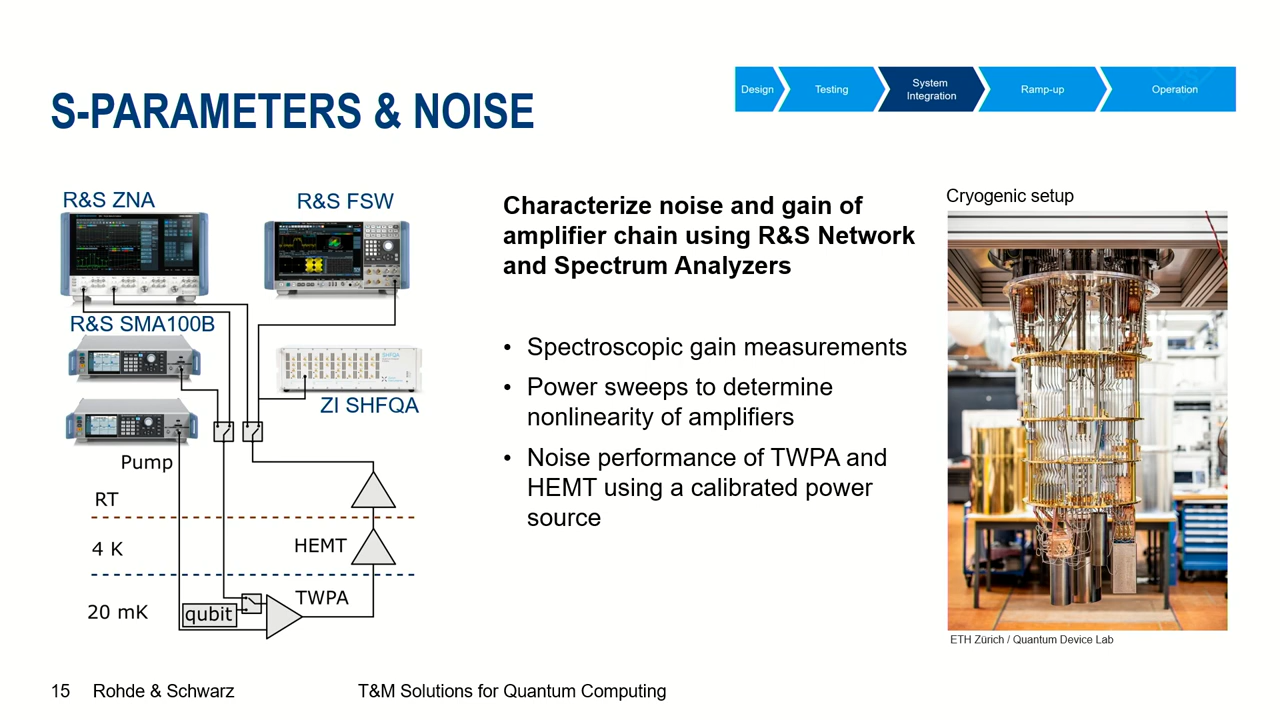 S-PARAMETERS & NOISE
Design
Testing
System
Integration
Ramp-up
Operation
R&S ZNA
R&S FSW
R&S SMA100B
SHFQA
ZI SHFQA
Pump
RT
4 K
HEMT
20 mK
qubit
TWPA
Characterize noise and gain of
amplifier chain using R&S Network
and Spectrum Analyzers
• Spectroscopic gain measurements
• Power sweeps to determine
nonlinearity of amplifiers
• Noise performance of TWPA and
HEMT using a calibrated power
source
Cryogenic setup
ETH Zürich / Quantum Device Lab
15 Rohde & Schwarz T&M Solutions for Quantum Computing